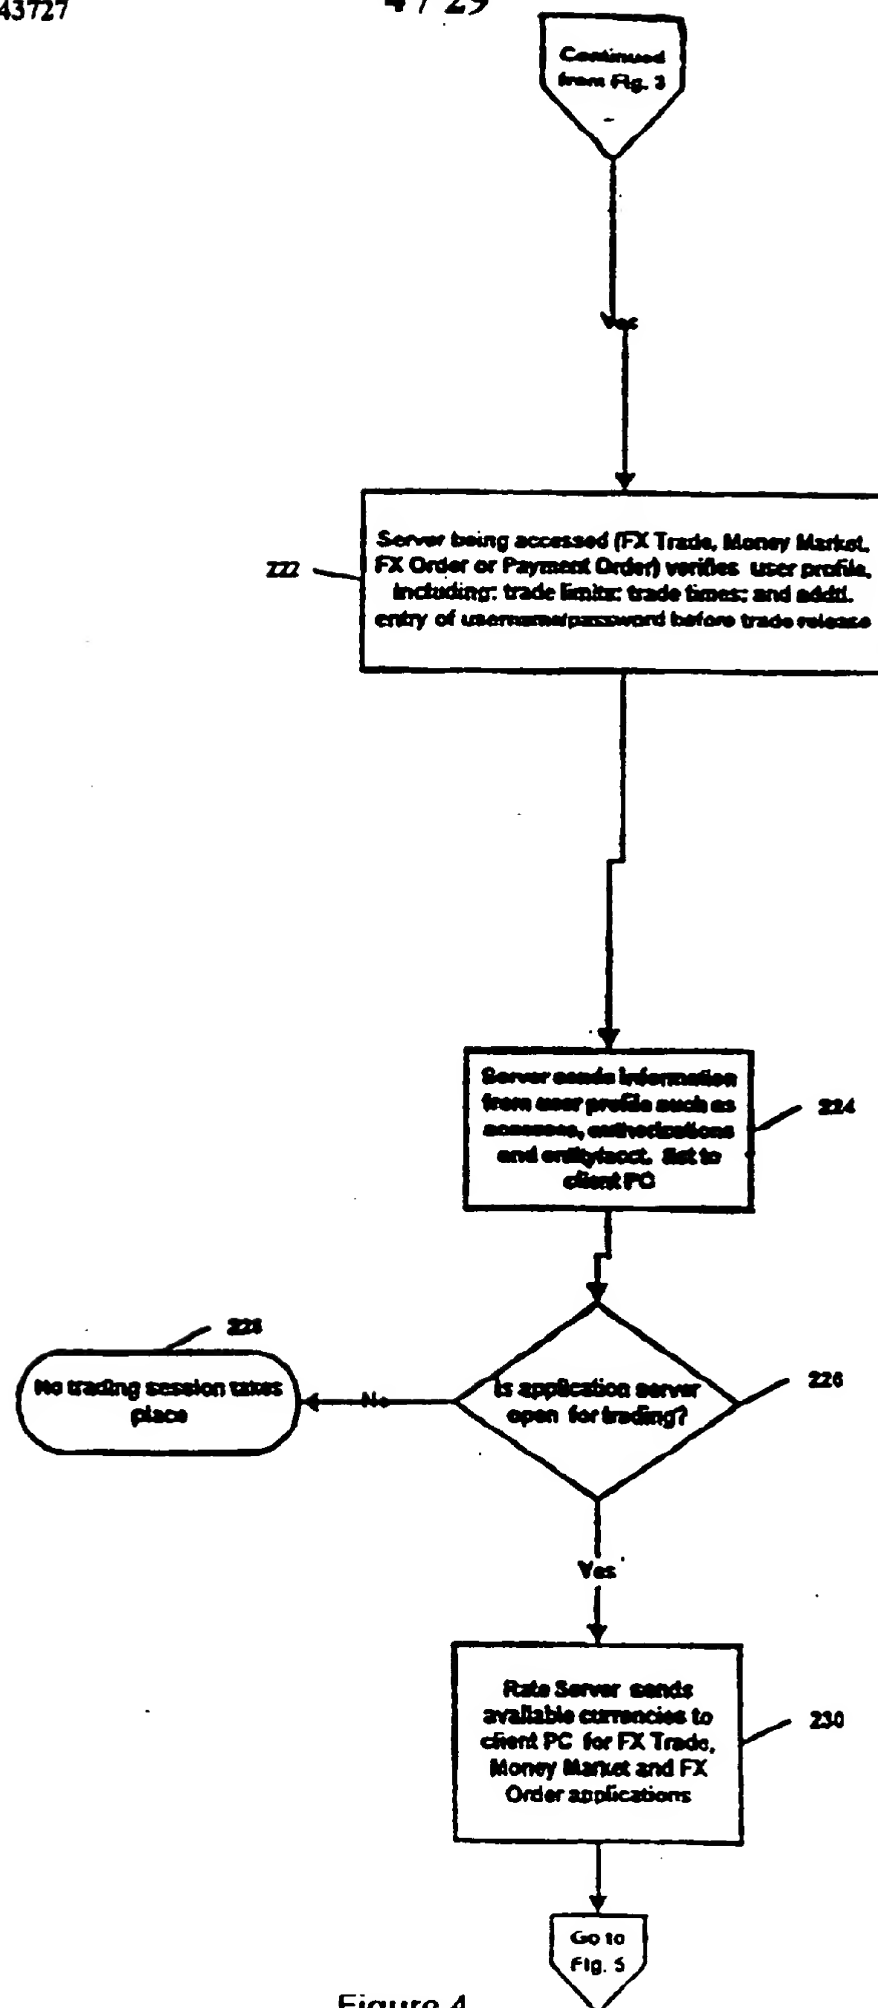 43727
4 / 29
Continued
from Fig. 3
Yes
Server being accessed (FX Trade, Money Market,
FX Order or Payment Order) verifies user profile,
including: trade limits; trade times; and addtl.
entry of username/password before trade release
222
Server sends information
from user profile such as
accesses, authorizations
and entity/acct. list to
client PC
224
228
No trading session takes
place
No
Is application server
open for trading?
226
Yes
Rate Server sends
available currencies to
client PC for FX Trade,
Money Market and FX
Order applications
230
Go to
Fig. 5
Figure 4